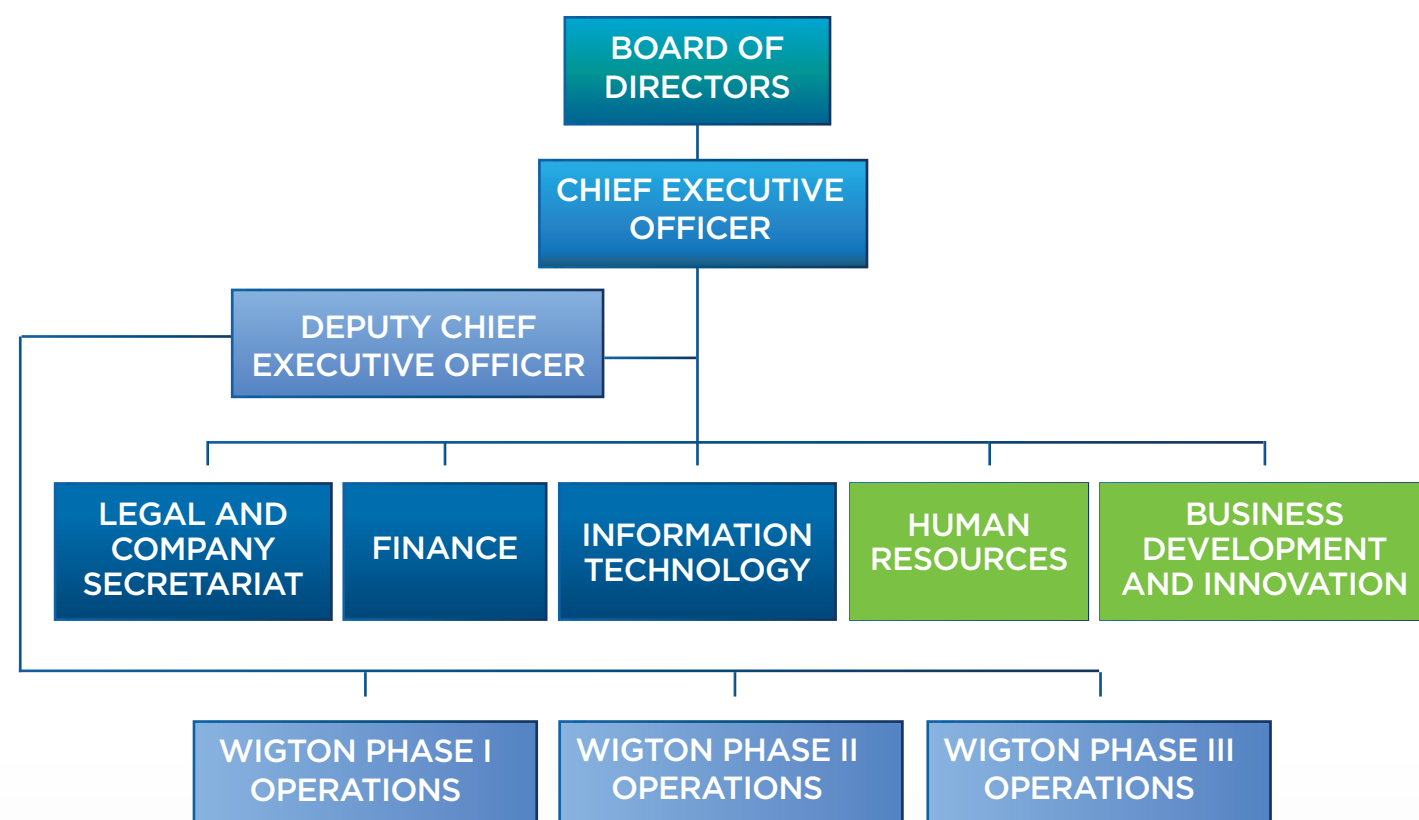 BOARD OF
DIRECTORS
CHIEF EXECUTIVE
OFFICER
DEPUTY CHIEF
EXECUTIVE OFFICER
LEGAL AND
COMPANY
SECRETARIAT
FINANCE
INFORMATION
TECHNOLOGY
HUMAN
RESOURCES
BUSINESS
DEVELOPMENT
AND INNOVATION
WIGTON PHASE I
OPERATIONS
WIGTON PHASE II
OPERATIONS
WIGTON PHASE III
OPERATIONS